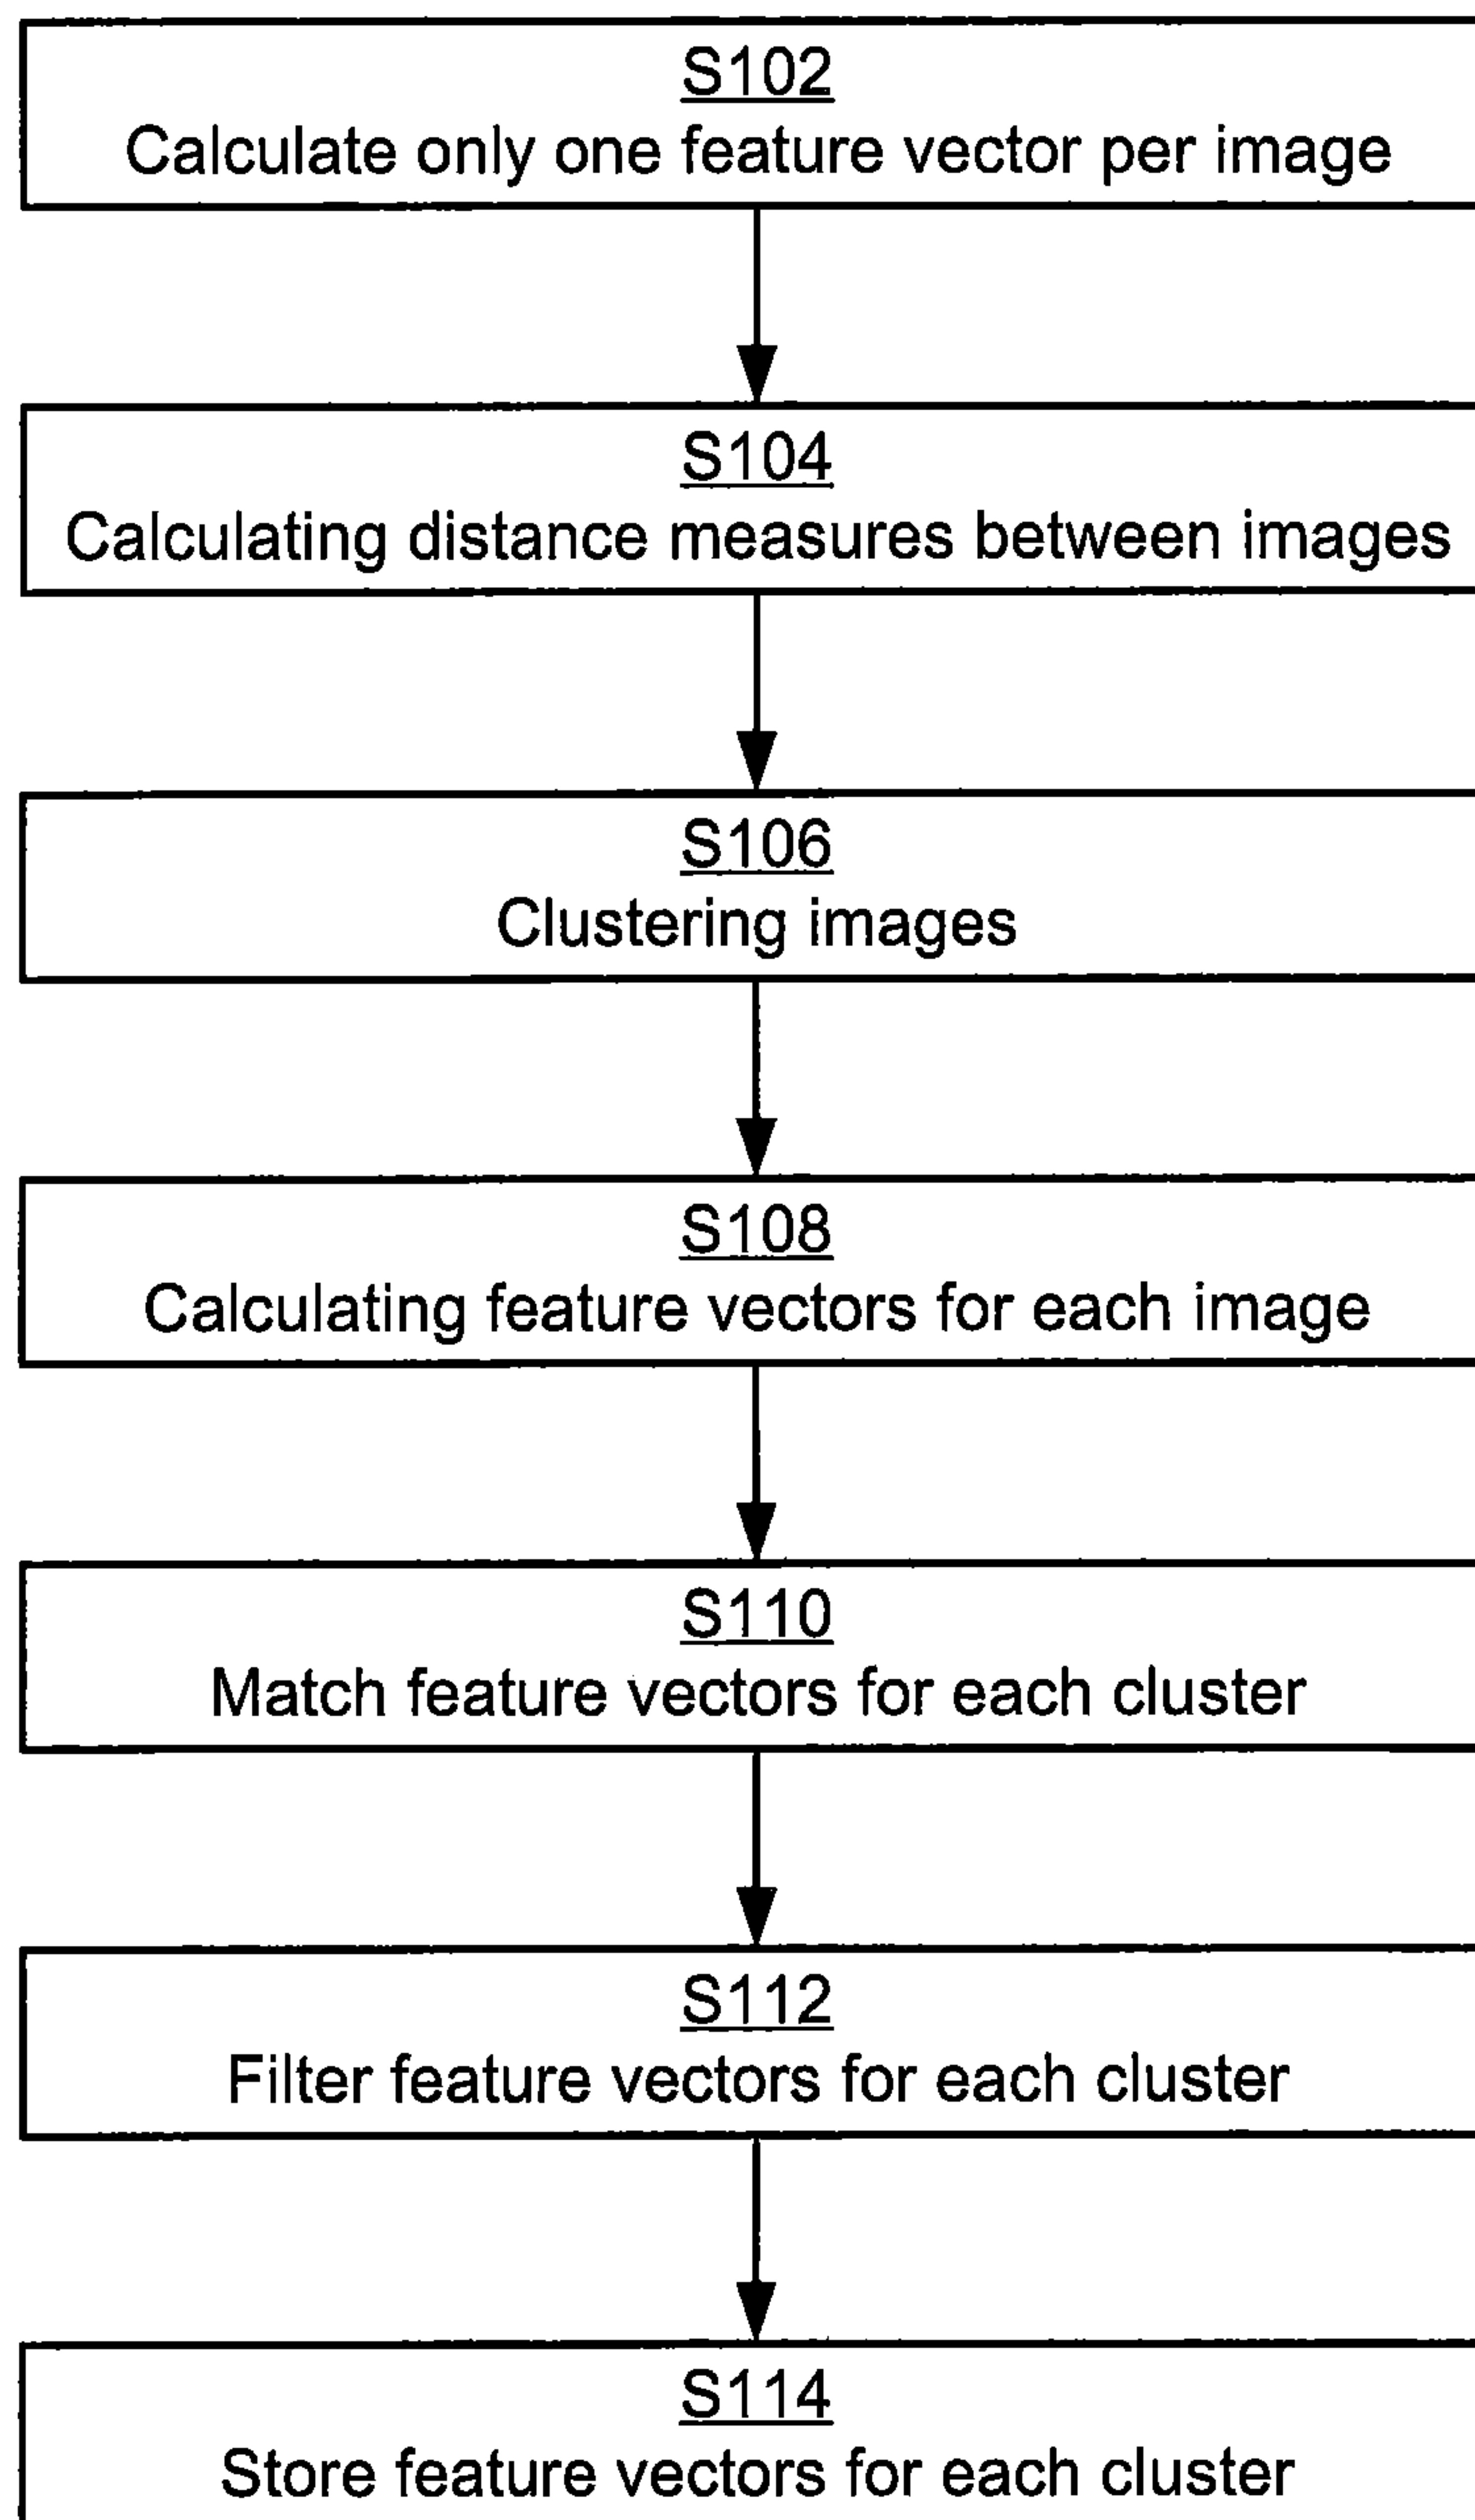 S102
Calculate only one feature vector per image
S104
Calculating distance measures between images
S106
Clustering images
S108
Calculating feature vectors for each image
S110
Match feature vectors for each cluster
S112
Filter feature vectors for each cluster
S114
Store feature vectors for each cluster